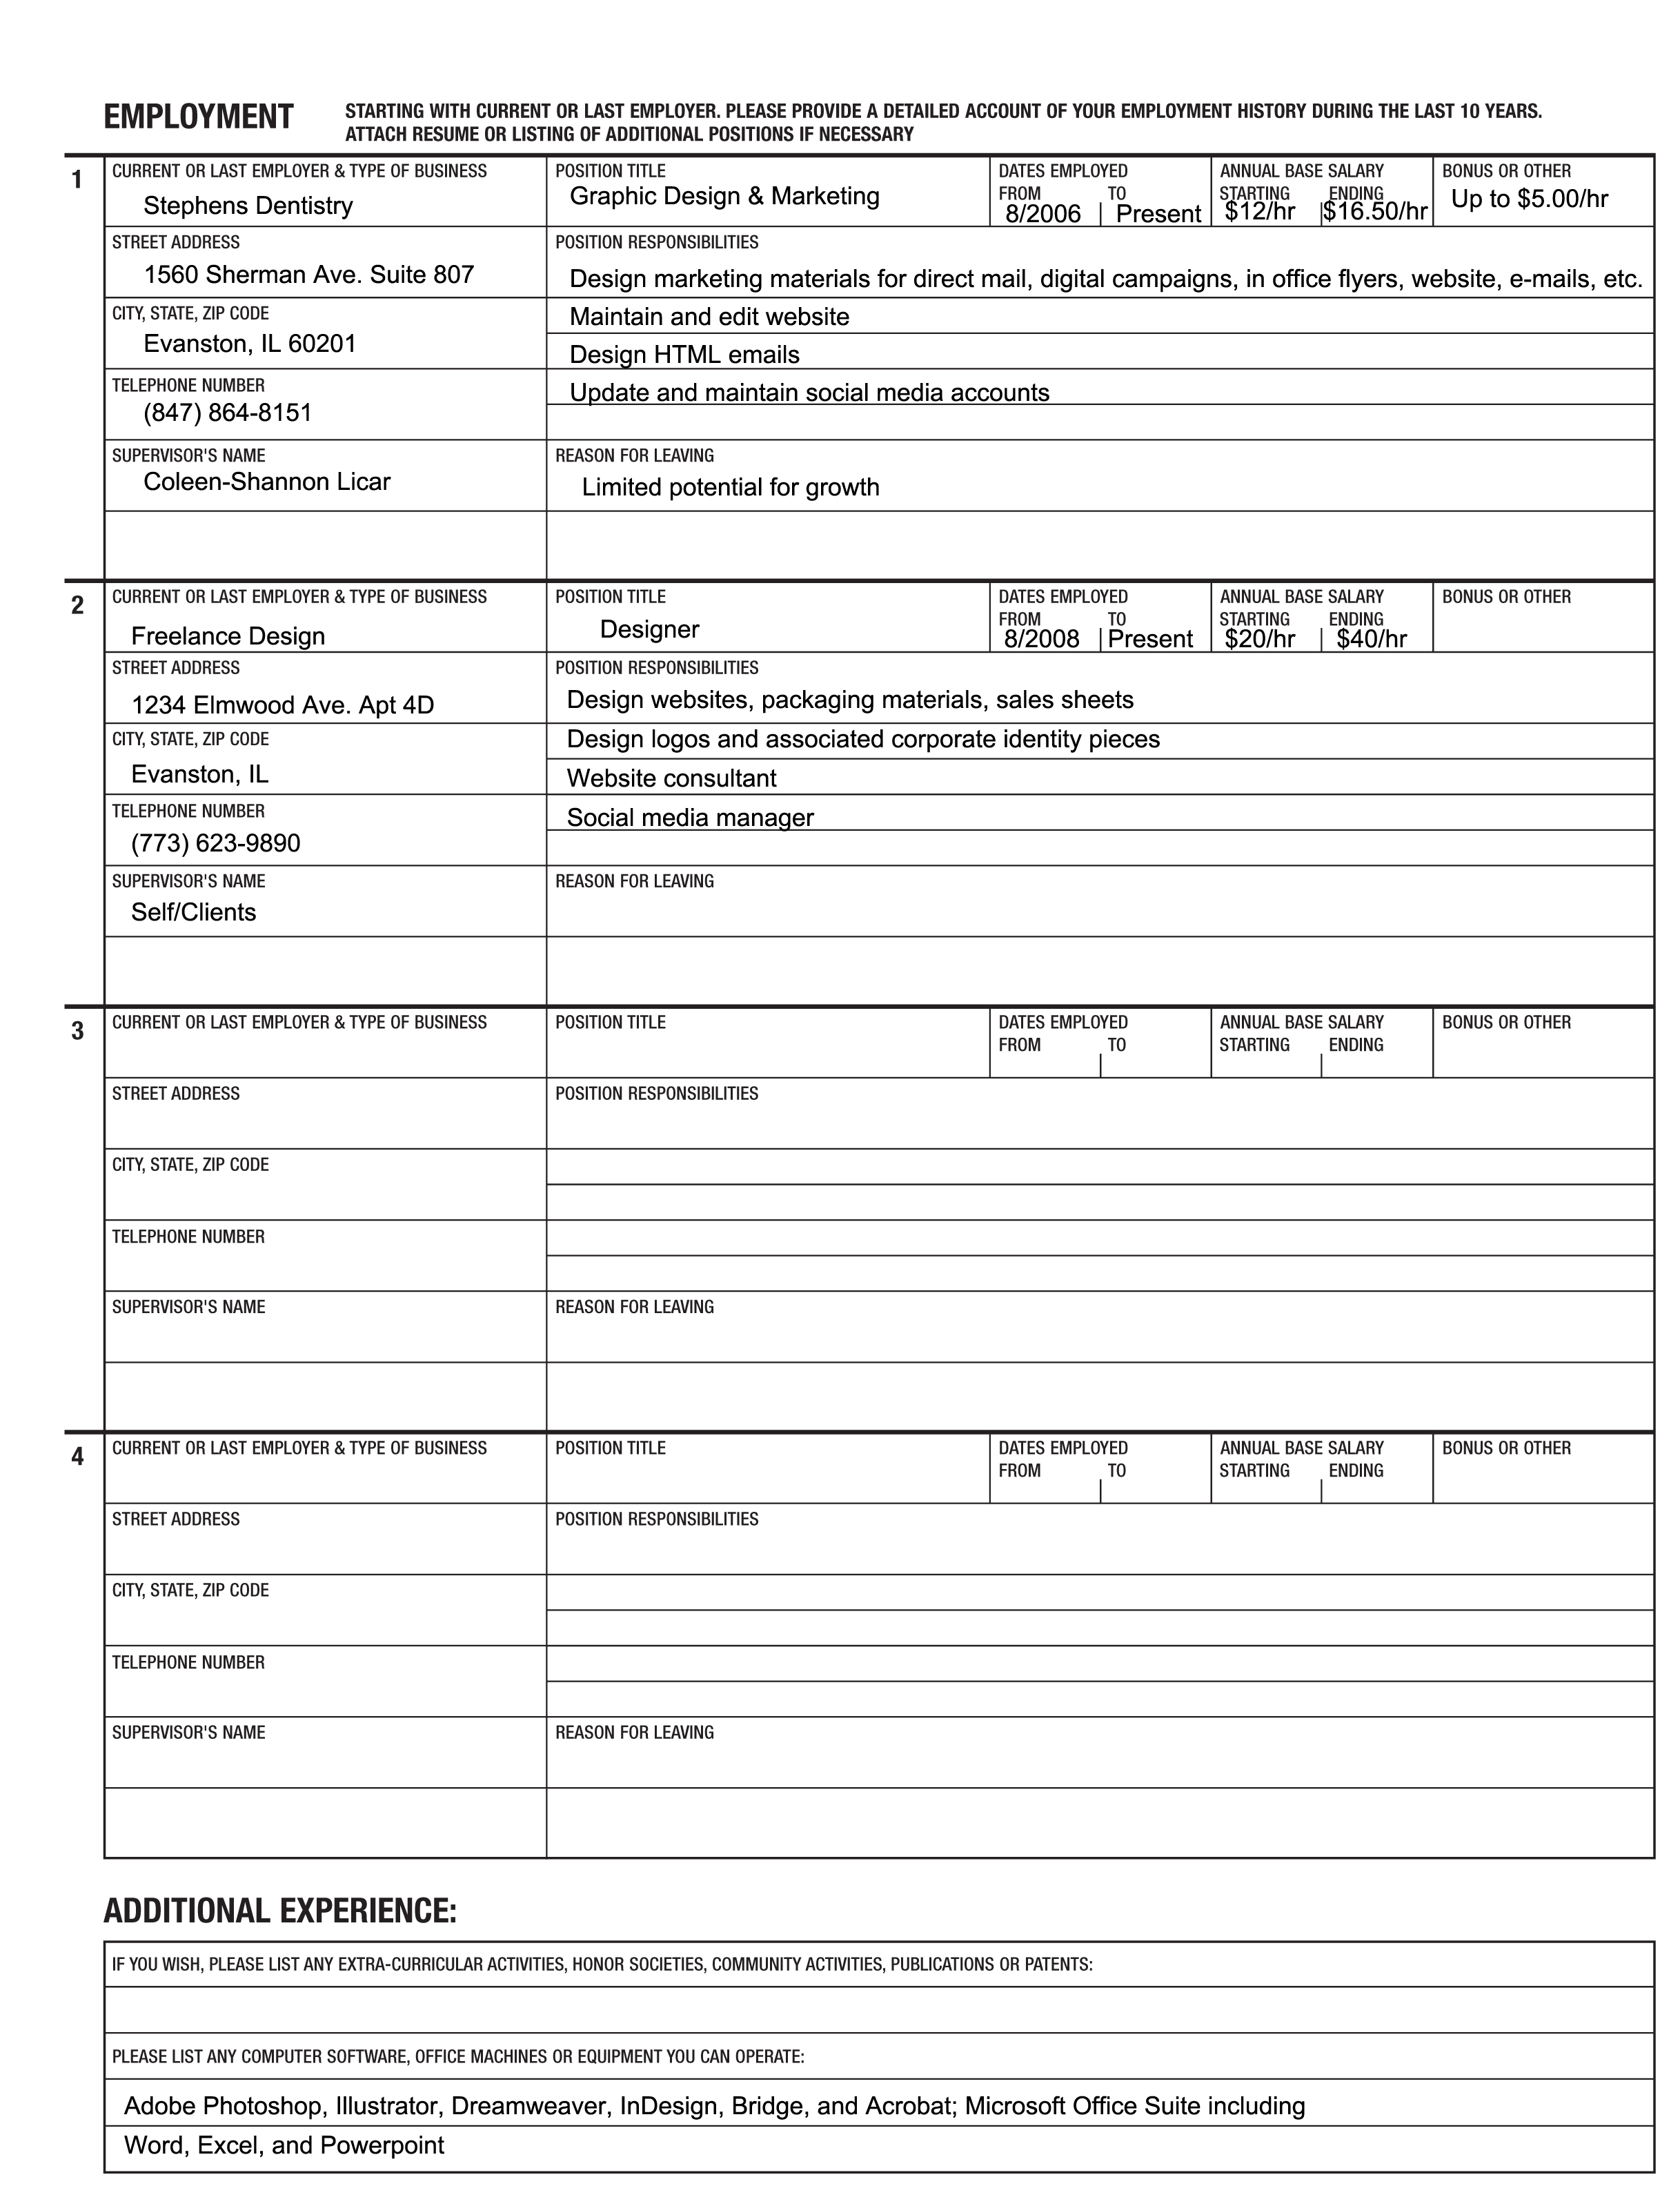 EMPLOYMENT
STARTING WITH CURRENT OR LAST EMPLOYER. PLEASE PROVIDE A DETAILED ACCOUNT OF YOUR EMPLOYMENT HISTORY DURING THE LAST 10 YEARS.
ATTACH RESUME OR LISTING OF ADDITIONAL POSITIONS IF NECESSARY
1
CURRENT OR LAST EMPLOYER & TYPE OF BUSINESS
Stephens Dentistry
POSITION TITLE
Graphic Design & Marketing
DATES EMPLOYED
FROM TO
8/2006 Present
ANNUAL BASE SALARY
STARTING ENDING
$12/hr $16.50/hr
BONUS OR OTHER
Up to $5.00/hr
STREET ADDRESS
1560 Sherman Ave. Suite 807
CITY, STATE, ZIP CODE
Evanston, IL 60201
TELEPHONE NUMBER
(847) 864-8151
SUPERVISOR'S NAME
Coleen-Shannon Licar
POSITION RESPONSIBILITIES
Design marketing materials for direct mail, digital campaigns, in office flyers, website, e-mails, etc.
Maintain and edit website
Design HTML emails
Update and maintain social media accounts
REASON FOR LEAVING
Limited potential for growth
2
CURRENT OR LAST EMPLOYER & TYPE OF BUSINESS
Freelance Design
POSITION TITLE
Designer
DATES EMPLOYED
FROM TO
8/2008 Present
ANNUAL BASE SALARY
STARTING ENDING
$20/hr $40/hr
BONUS OR OTHER
STREET ADDRESS
1234 Elmwood Ave. Apt 4D
CITY, STATE, ZIP CODE
Evanston, IL
TELEPHONE NUMBER
(773) 623-9890
SUPERVISOR'S NAME
Self/Clients
POSITION RESPONSIBILITIES
Design websites, packaging materials, sales sheets
Design logos and associated corporate identity pieces
Website consultant
Social media manager
REASON FOR LEAVING
3
CURRENT OR LAST EMPLOYER & TYPE OF BUSINESS
POSITION TITLE
DATES EMPLOYED
FROM TO
ANNUAL BASE SALARY
STARTING ENDING
BONUS OR OTHER
STREET ADDRESS
CITY, STATE, ZIP CODE
TELEPHONE NUMBER
SUPERVISOR'S NAME
POSITION RESPONSIBILITIES
REASON FOR LEAVING
4
CURRENT OR LAST EMPLOYER & TYPE OF BUSINESS
POSITION TITLE
DATES EMPLOYED
FROM TO
ANNUAL BASE SALARY
STARTING ENDING
BONUS OR OTHER
STREET ADDRESS
CITY, STATE, ZIP CODE
TELEPHONE NUMBER
SUPERVISOR'S NAME
POSITION RESPONSIBILITIES
REASON FOR LEAVING
ADDITIONAL EXPERIENCE:
IF YOU WISH, PLEASE LIST ANY EXTRA-CURRICULAR ACTIVITIES, HONOR SOCIETIES, COMMUNITY ACTIVITIES, PUBLICATIONS OR PATENTS:
PLEASE LIST ANY COMPUTER SOFTWARE, OFFICE MACHINES OR EQUIPMENT YOU CAN OPERATE:
Adobe Photoshop, Illustrator, Dreamweaver, InDesign, Bridge, and Acrobat; Microsoft Office Suite including
Word, Excel, and Powerpoint